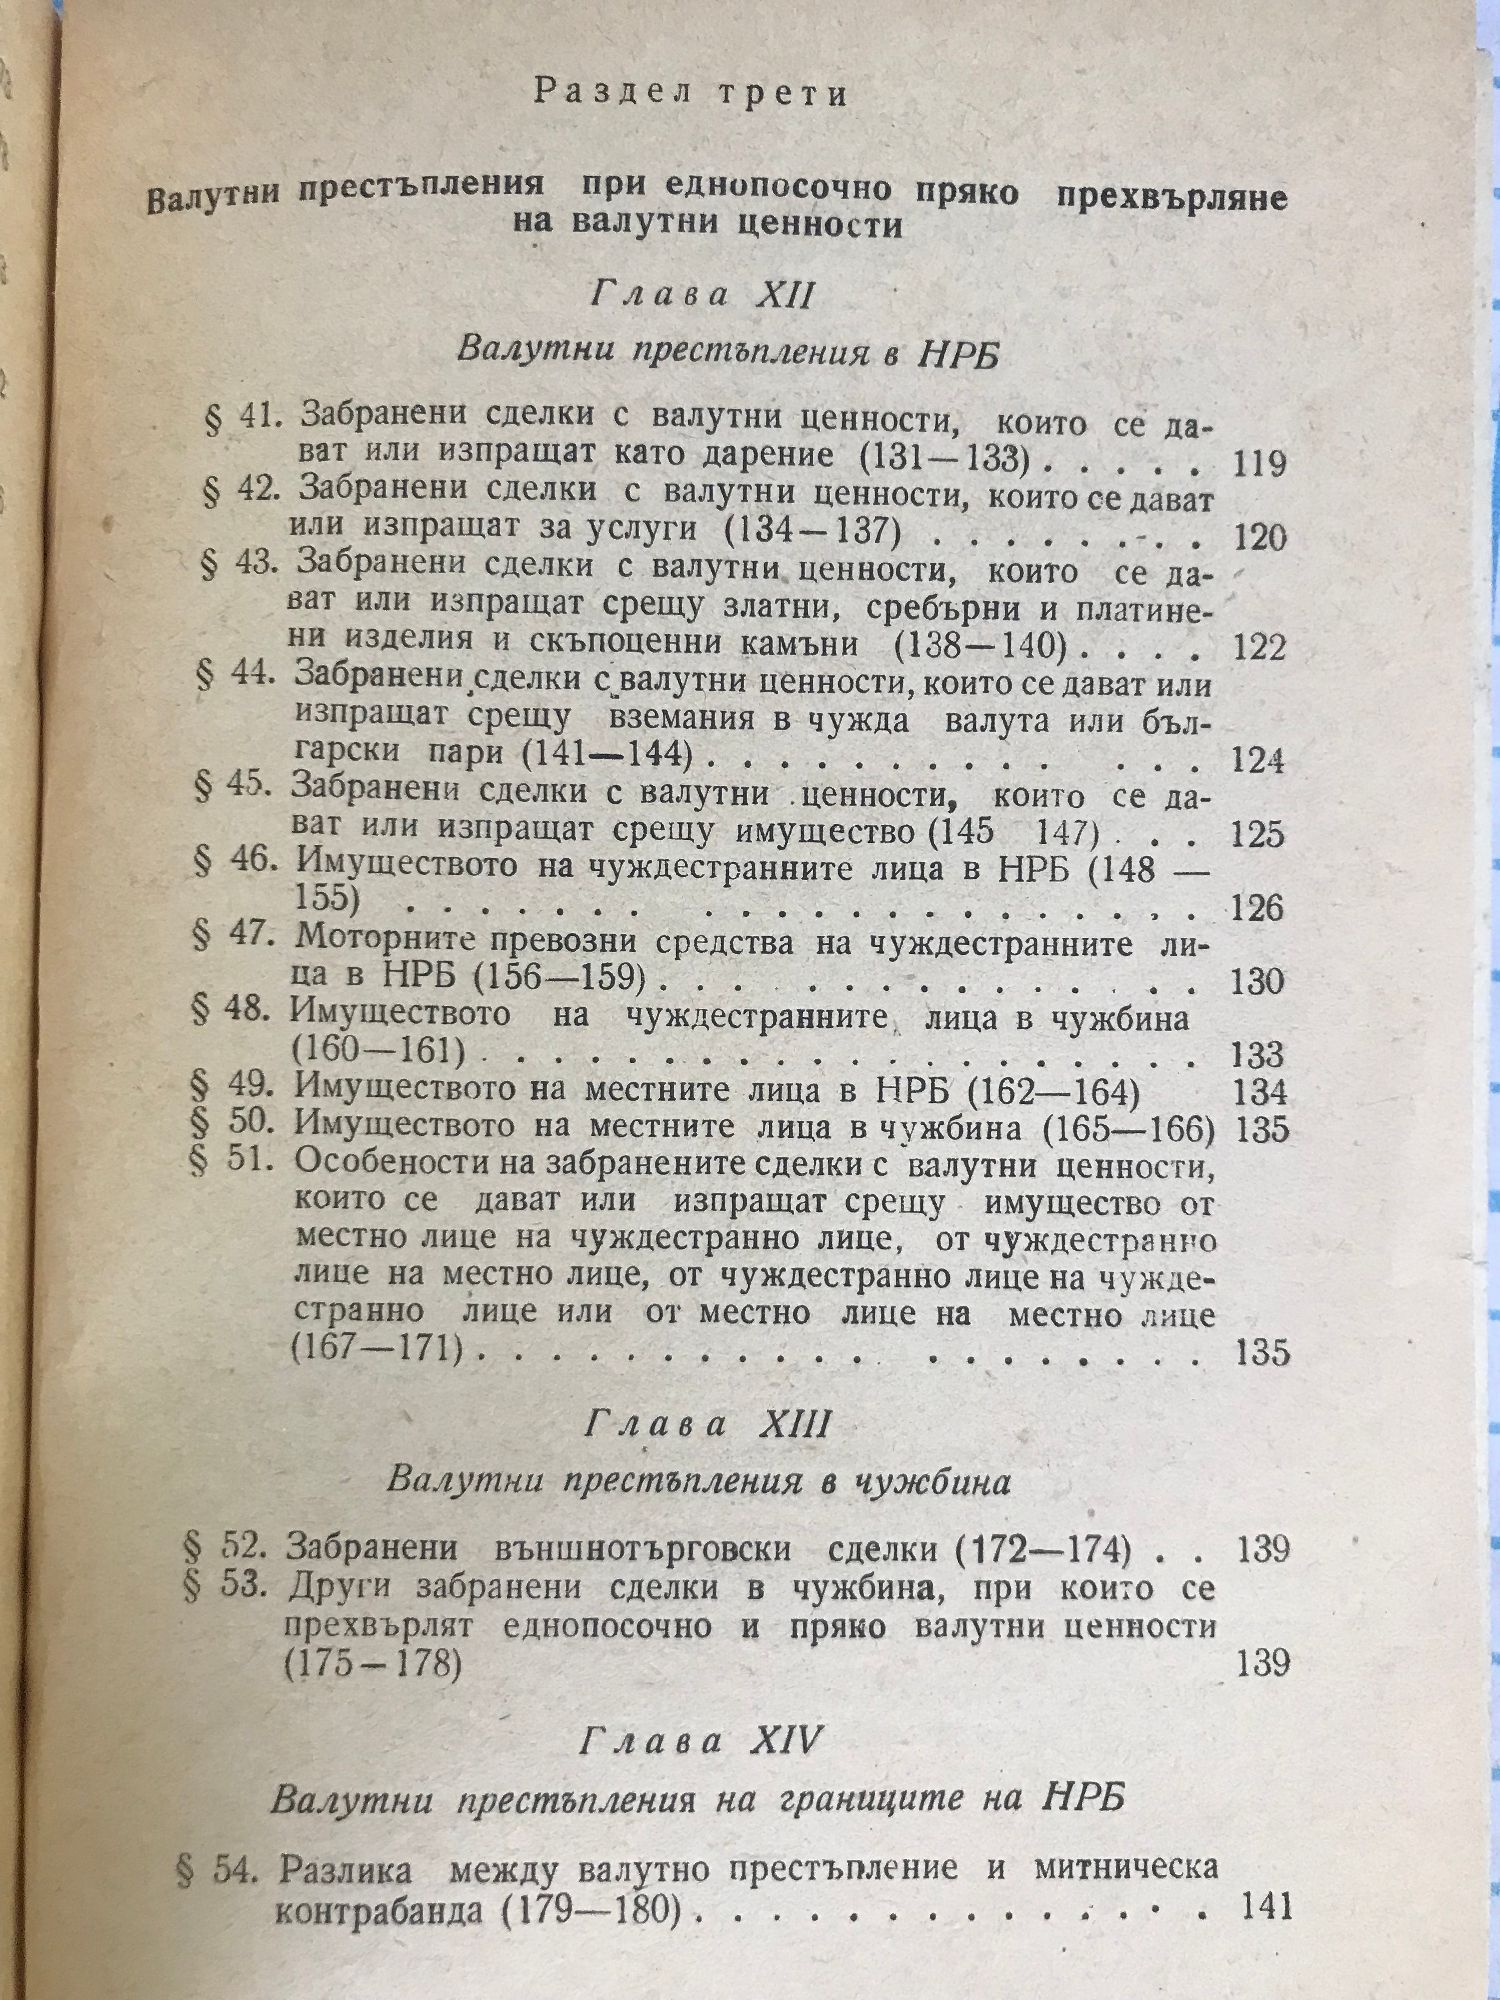 Раздел трети
Валутни престъпления при еднопосочно пряко прехвърляне
на валутни ценности
Глава XII
Валутни престъпления в НРБ
§ 41. Забранени сделки с валутни ценности, които се да-
ват или изпращат като дарение (131—133) . . . . . 119
§ 42. Забранени сделки с валутни ценности, които се дават
или изпращат за услуги (134—137) . . . . . . . . 120
§ 43. Забранени сделки с валутни ценности, които се да-
ват или изпращат срещу златни, сребърни и платине-
ни изделия и скъпоценни камъни (138—140) . . . . 122
§ 44. Забранени сделки с валутни ценности, които се дават или
изпращат срещу вземания в чужда валута или бъл-
гарски пари (141—144) . . . . . . . . . . . . . 124
§ 45. Забранени сделки с валутни ценности, които се да-
ват или изпращат срещу имущество (145 147) . . . 125
§ 46. Имуществото на чуждестранните лица в НРБ (148 —
155) . . . . . . . . . . . . . . . . . . . . . 126
§ 47. Моторните превозни средства на чуждестранните ли-
ца в НРБ (156—159) . . . . . . . . . . . . . . 130
§ 48. Имуществото на чуждестранните лица в чужбина
(160—161) . . . . . . . . . . . . . . . . . . . . 133
§ 49. Имуществото на местните лица в НРБ (162—164) 134
§ 50. Имуществото на местните лица в чужбина (165—166) 135
§ 51. Особености на забранените сделки с валутни ценности,
които се дават или изпращат срещу имущество от
местно лице на чуждестранно лице, от чуждестранно
лице на местно лице, от чуждестранно лице на чужде-
странно лице или от местно лице на местно лице
(167—171) . . . . . . . . . . . . . . . . . . . . 135
Глава XIII
Валутни престъпления в чужбина
§ 52. Забранени външнотърговски сделки (172—174) . . 139
§ 53. Други забранени сделки в чужбина, при които се
прехвърлят еднопосочно и пряко валутни ценности
(175—178) 139
Глава XIV
Валутни престъпления на границите на НРБ
§ 54. Разлика между валутно престъпление и митническа
контрабанда (179—180) . . . . . . . . . . . . . . 141